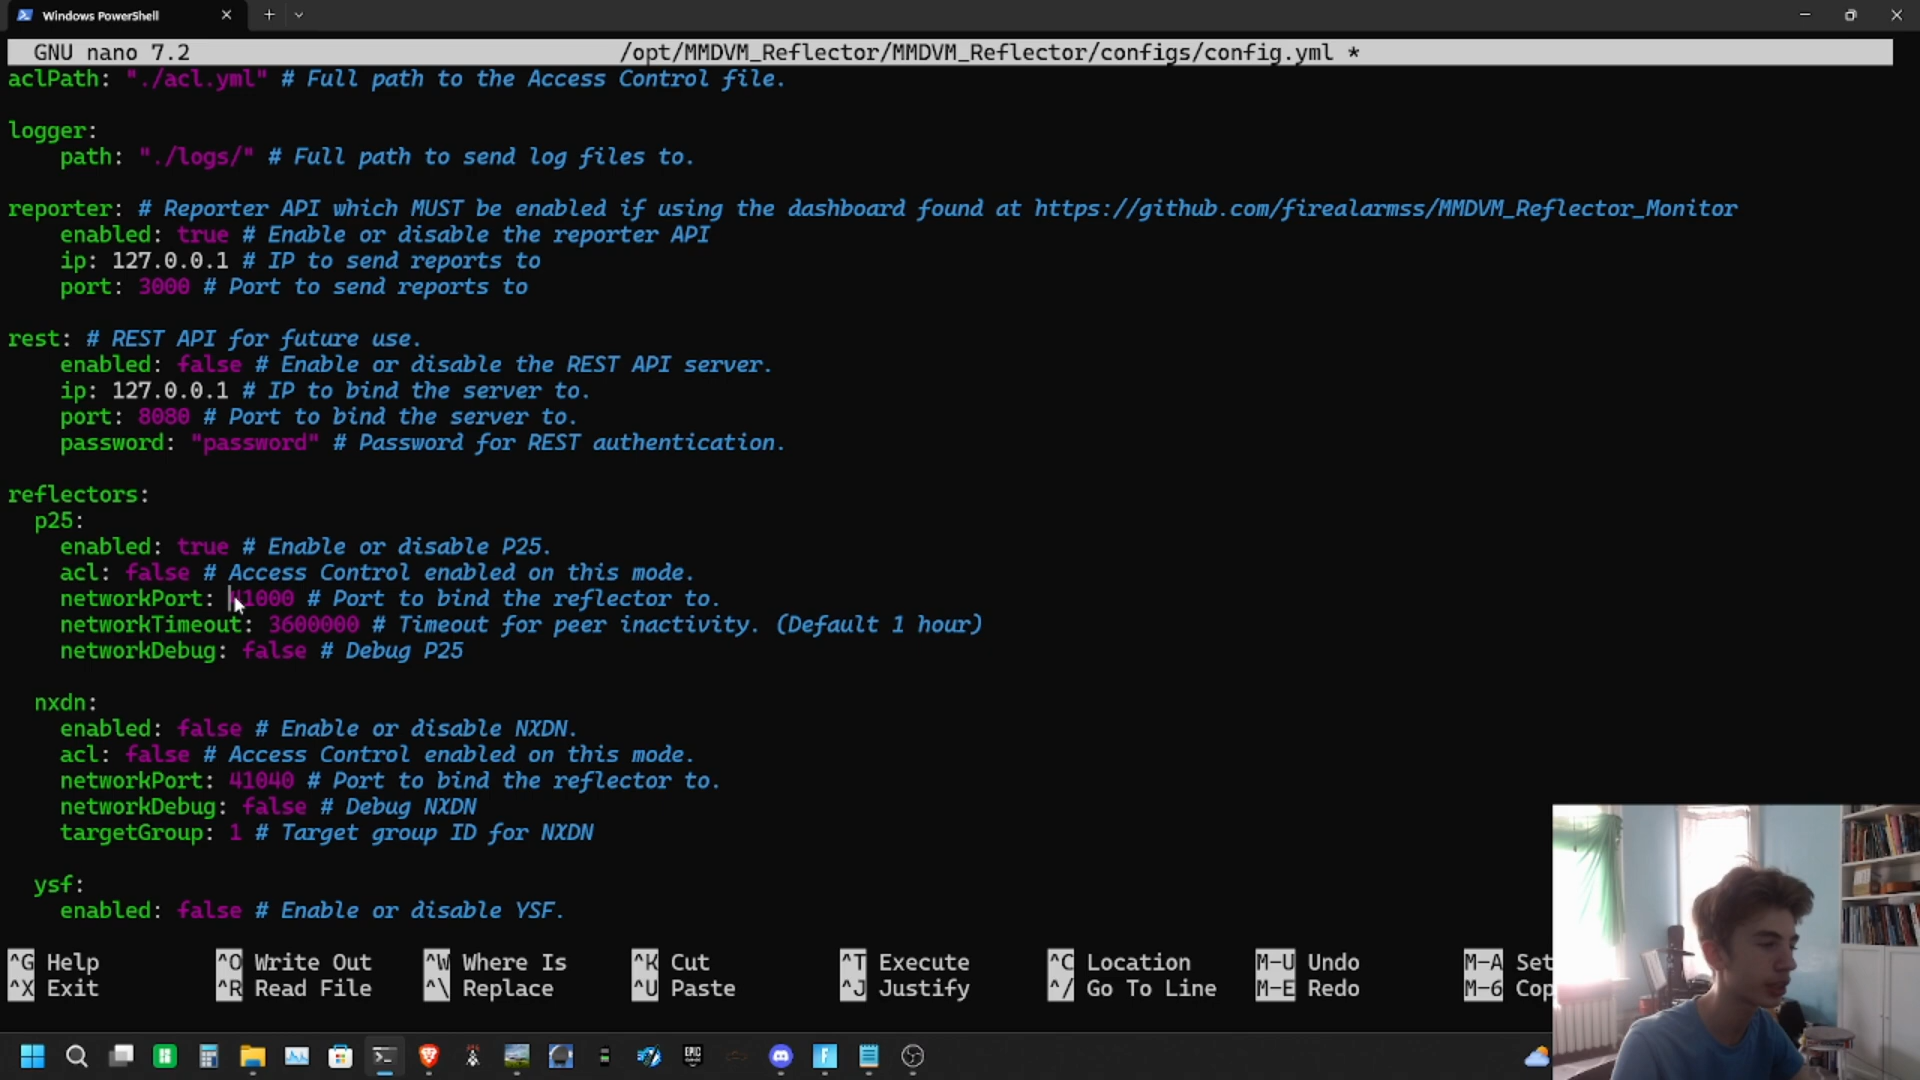 Windows PowerShell
GNU nano 7.2 /opt/MMDVM_Reflector/MMDVM_Reflector/configs/config.yml *
aclPath: "./acl.yml" # Full path to the Access Control file.
logger:
path: "./logs/" # Full path to send log files to.
reporter: # Reporter API which MUST be enabled if using the dashboard found at https://github.com/firealarmss/MMDVM_Reflector_Monitor
enabled: true # Enable or disable the reporter API
ip: 127.0.0.1 # IP to send reports to
port: 3000 # Port to send reports to
rest: # REST API for future use.
enabled: false # Enable or disable the REST API server.
ip: 127.0.0.1 # IP to bind the server to.
port: 8080 # Port to bind the server to.
password: "password" # Password for REST authentication.
reflectors:
p25:
enabled: true # Enable or disable P25.
acl: false # Access Control enabled on this mode.
networkPort: 41000 # Port to bind the reflector to.
networkTimeout: 3600000 # Timeout for peer inactivity. (Default 1 hour)
networkDebug: false # Debug P25
nxdn:
enabled: false # Enable or disable NXDN.
acl: false # Access Control enabled on this mode.
networkPort: 41040 # Port to bind the reflector to.
networkDebug: false # Debug NXDN
targetGroup: 1 # Target group ID for NXDN
ysf:
enabled: false # Enable or disable YSF.
^G Help ^O Write Out ^W Where Is ^K Cut ^T Execute ^C Location M-U Undo M-A Set
^X Exit ^R Read File ^\ Replace ^U Paste ^J Justify ^/ Go To Line M-E Redo M-6 Cop
EPIC